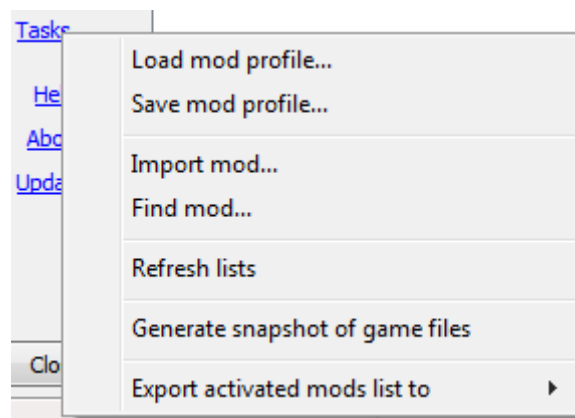 Tasks
Load mod profile...
Save mod profile...
Import mod...
Find mod...
Refresh lists
Generate snapshot of game files
Export activated mods list to